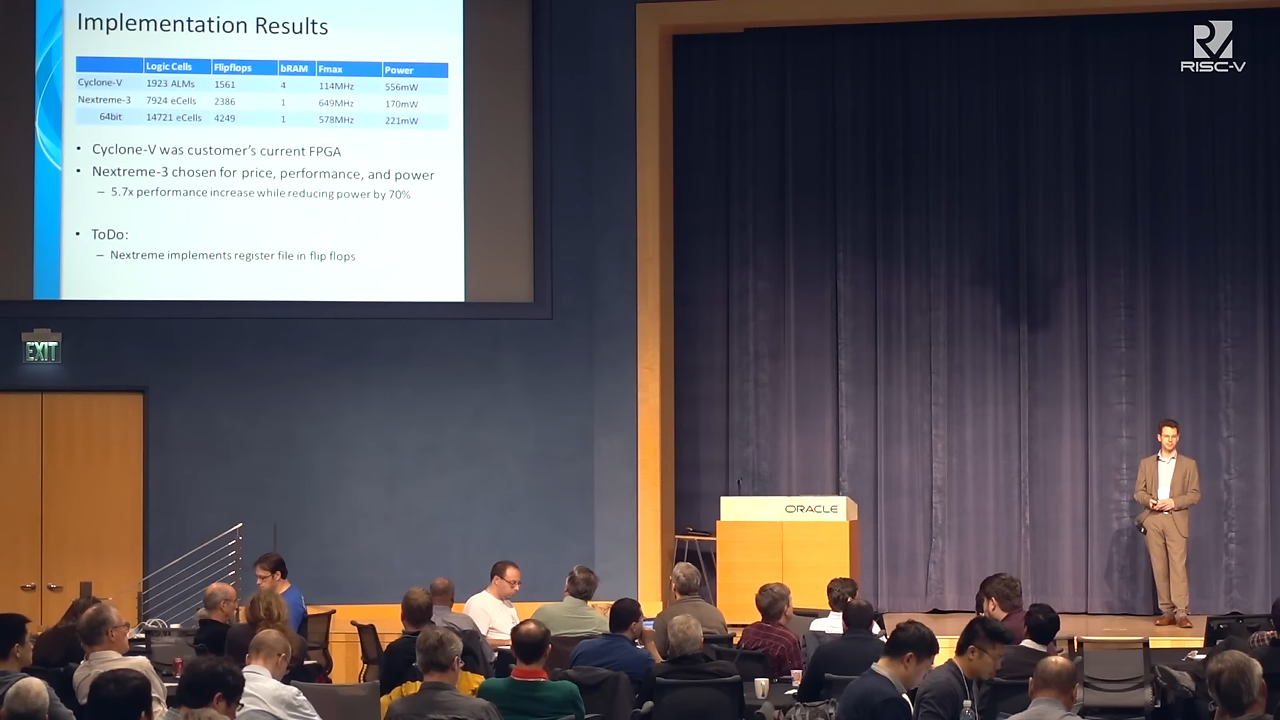 Implementation Results
Logic Cells Flipflops bRAM Fmax Power
Cyclone-V 1923 ALMs 1561 4 114MHz 556mW
Nextreme-3 7924 eCells 2386 1 649MHz 170mW
64bit 14721 eCells 4249 1 578MHz 221mW
• Cyclone-V was customer's current FPGA
• Nextreme-3 chosen for price, performance, and power
– 5.7x performance increase while reducing power by 70%
• ToDo:
– Nextreme implements register file in flip flops
RISC-V
EXIT
ORACLE